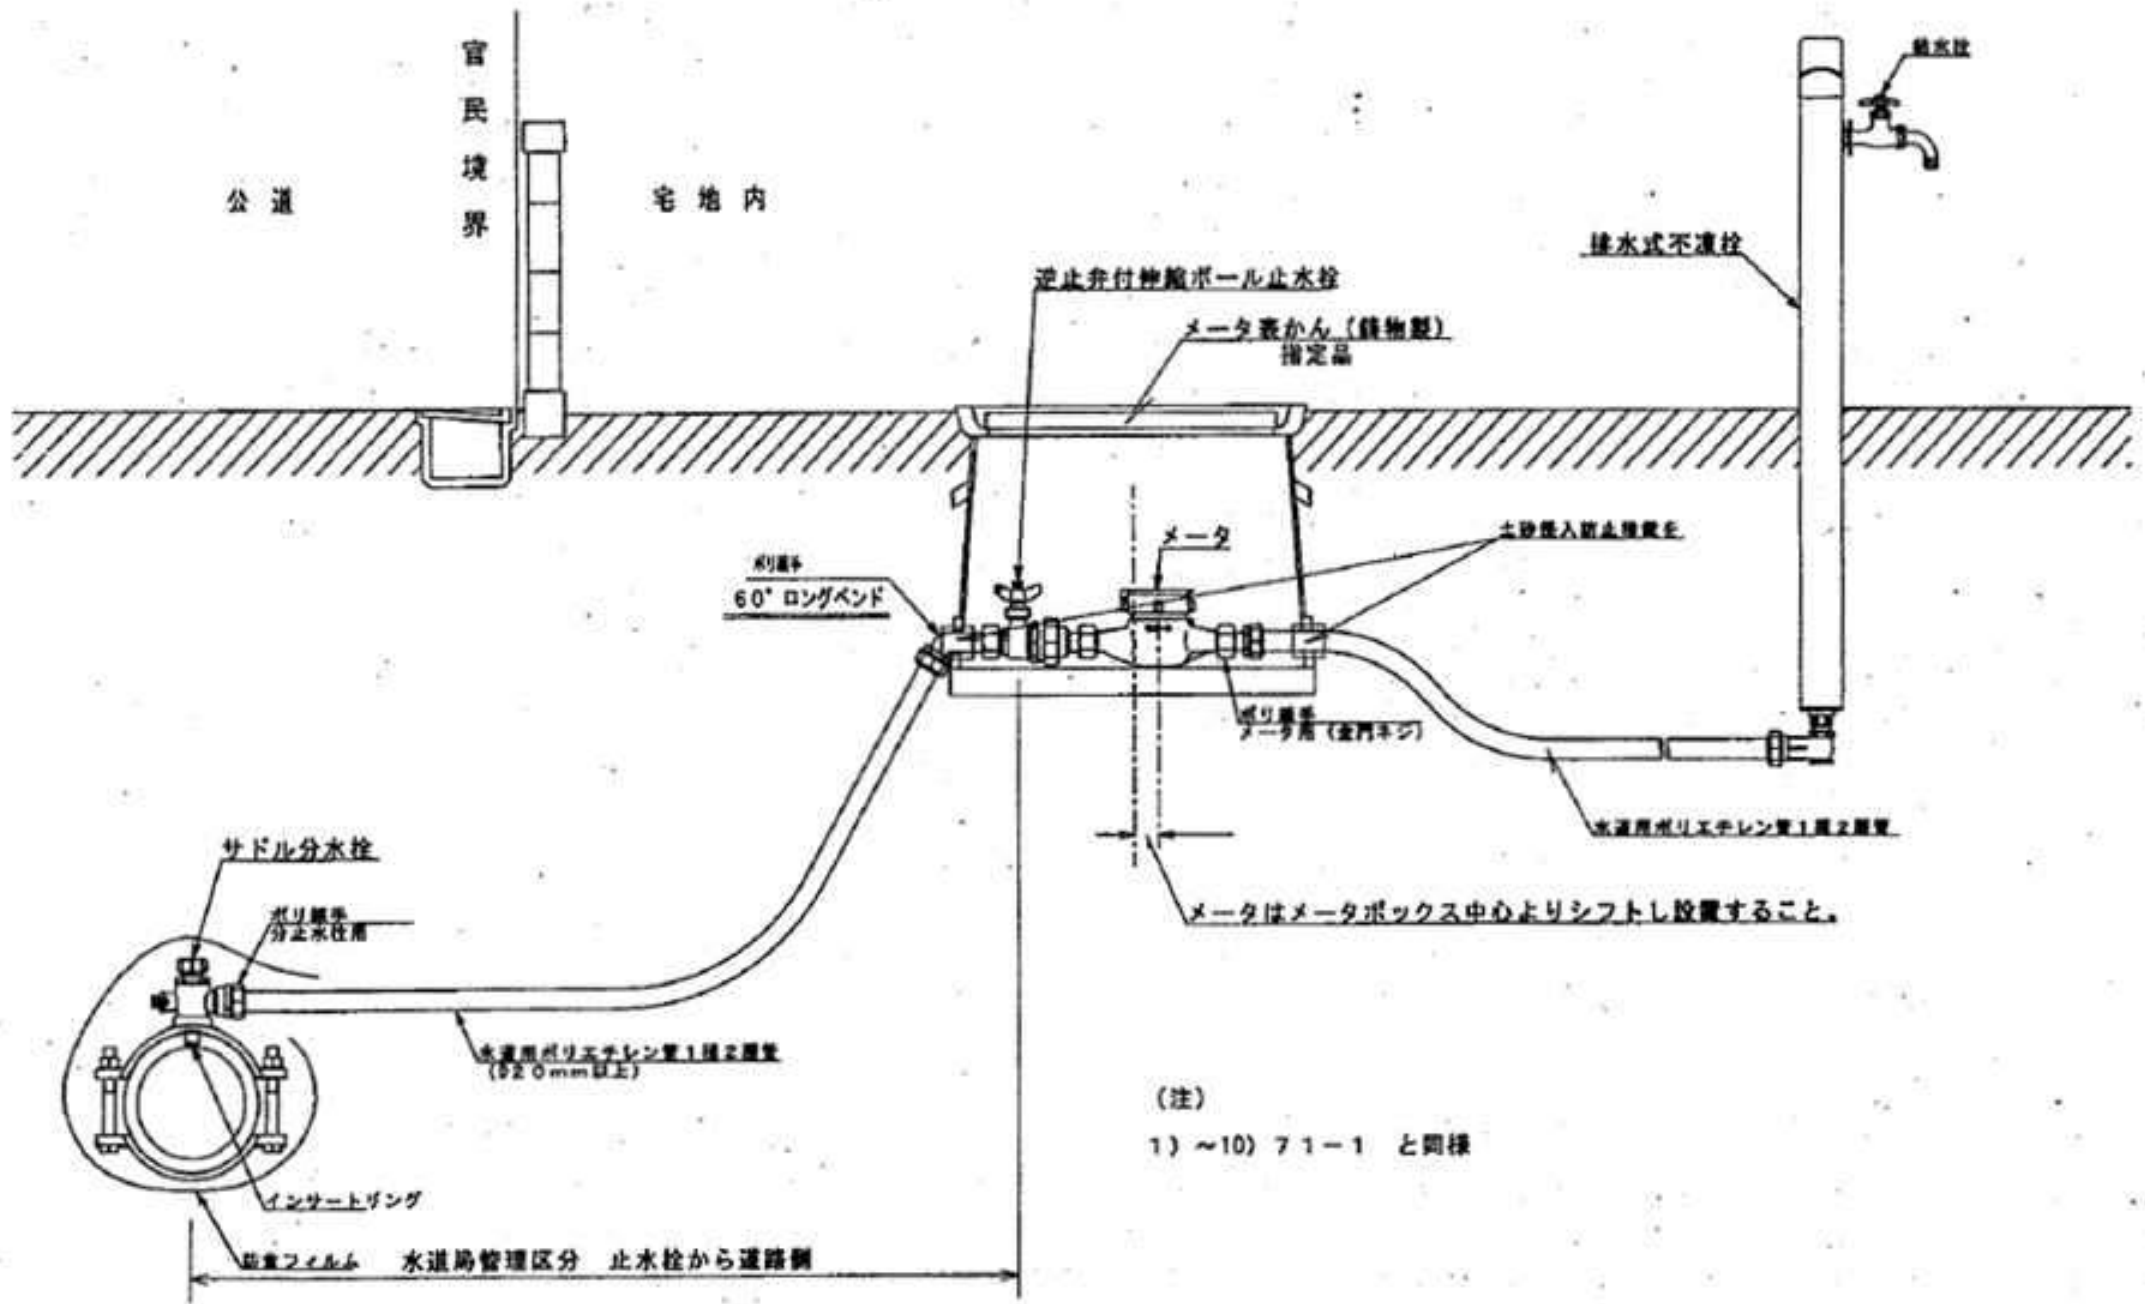 官民境界
公道
宅地内
給水栓
排水式不凍栓
逆止弁付伸縮ボール止水栓
メータ表かん(鋳物製)
指定品
メータ
土砂侵入防止措置を
ポリ継手
60°ロングベンド
ポリ継手
メータ用(金門ネジ)
水道用ポリエチレン管1種2層管
メータはメータボックス中心よりシフトし設置すること。
サドル分水栓
ポリ継手
分止水栓用
水道用ポリエチレン管1種2層管
(φ20mm以上)
インサートリング
防食フィルム
水道局管理区分 止水栓から道路側
(注)
1)~10)71-1 と同様